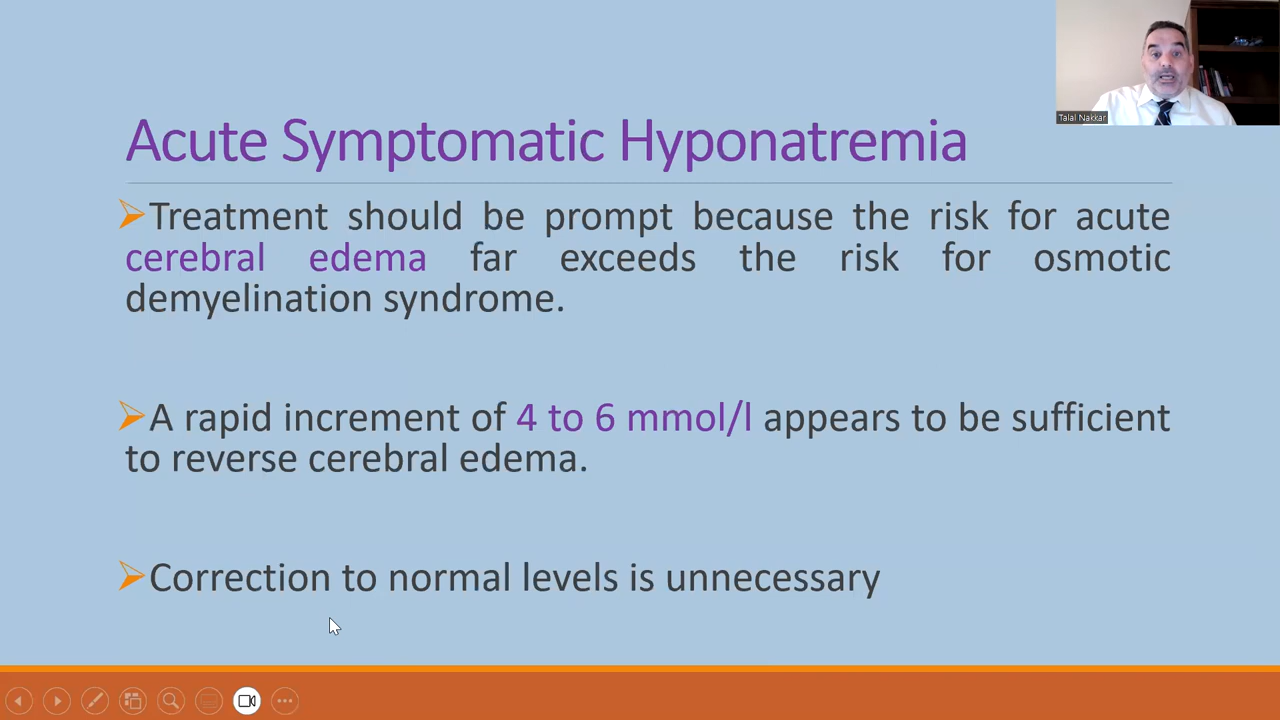 Talal Nakkar
Acute Symptomatic Hyponatremia
Treatment should be prompt because the risk for acute
cerebral edema far exceeds the risk for osmotic
demyelination syndrome.
A rapid increment of 4 to 6 mmol/l appears to be sufficient
to reverse cerebral edema.
Correction to normal levels is unnecessary